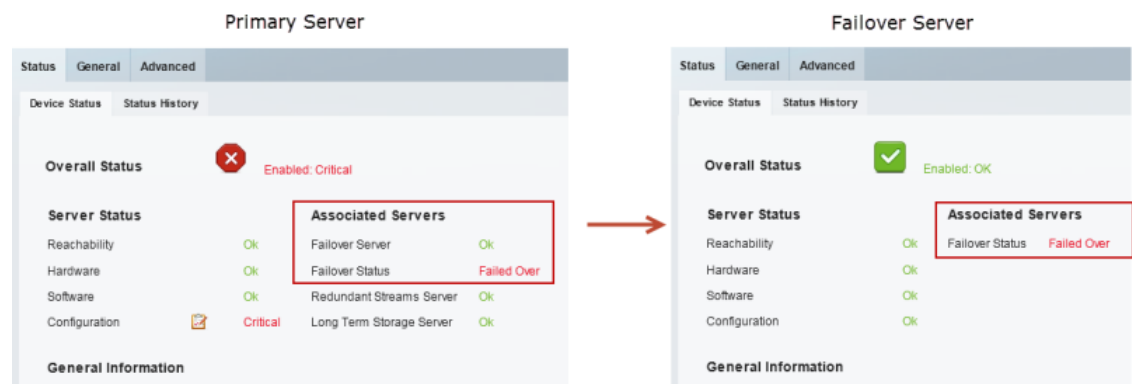 Primary Server
Status General Advanced
Device Status Status History
Overall Status Enabled: Critical
Server Status Associated Servers
Reachability Ok Failover Server Ok
Hardware Ok Failover Status Failed Over
Software Ok Redundant Streams Server Ok
Configuration Critical Long Term Storage Server Ok
General Information
Failover Server
Status General Advanced
Device Status Status History
Overall Status Enabled: OK
Server Status Associated Servers
Reachability Ok Failover Status Failed Over
Hardware Ok
Software Ok
Configuration Ok
General Information